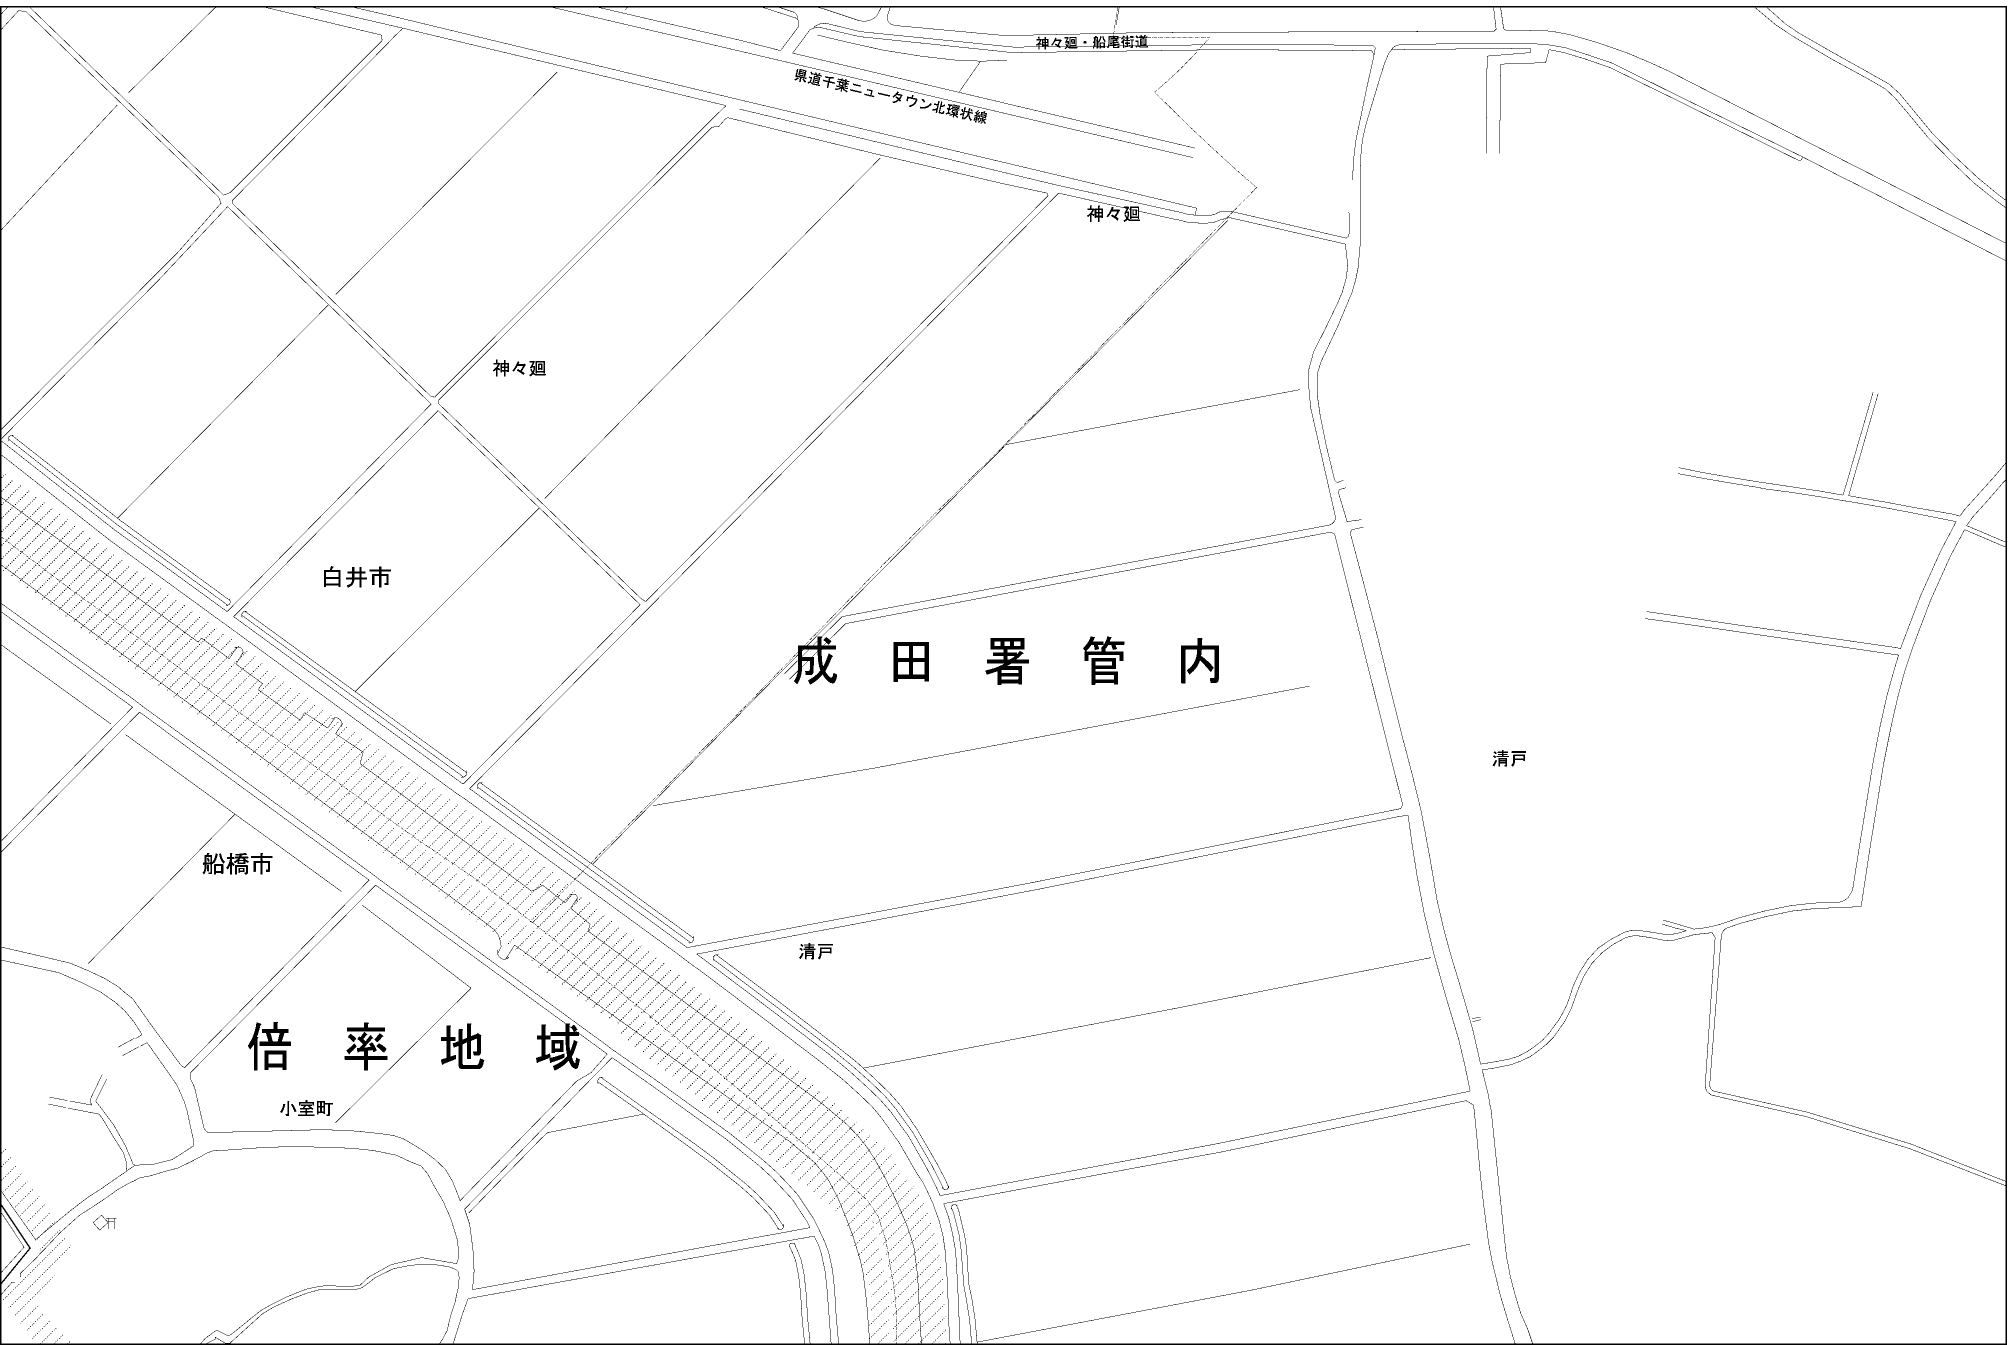 神々廻・船尾街道
県道千葉ニュータウン北環状線
神々廻
神々廻
白井市
成田署管内
清戸
船橋市
清戸
倍率地域
小室町